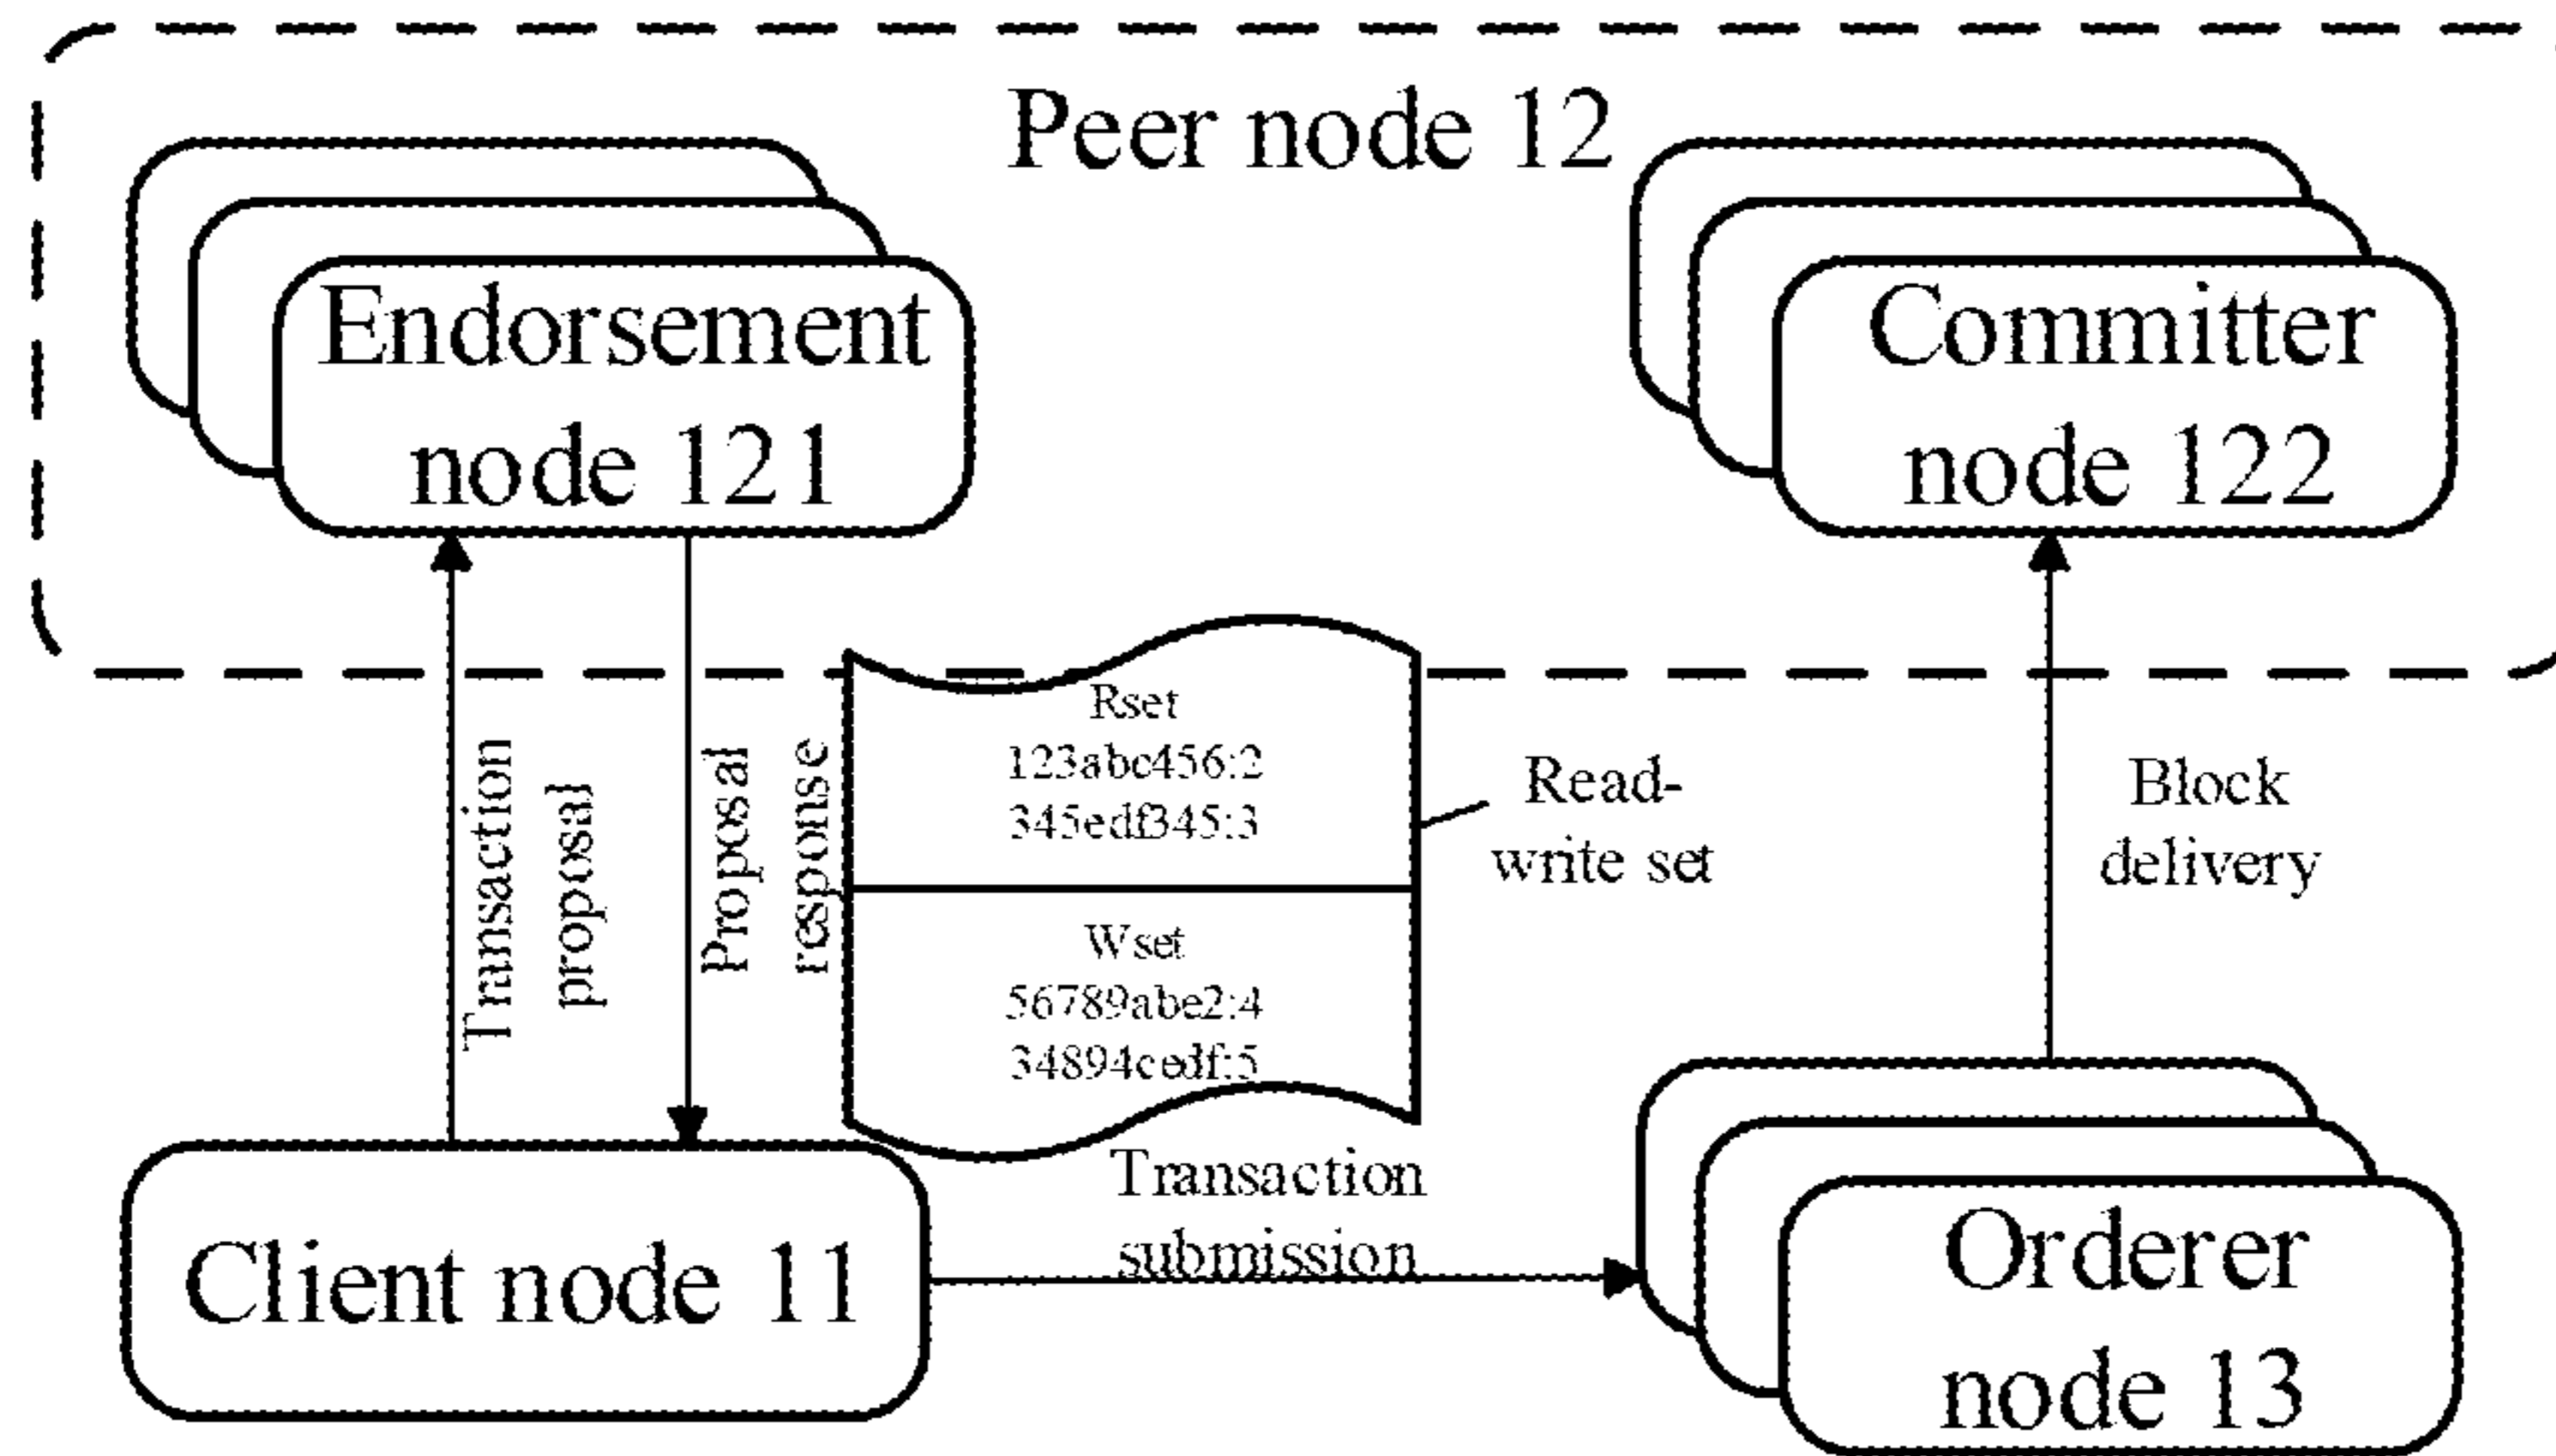 Peer node 12
Endorsement
node 121
Committer
node 122
Transaction
proposal
Proposal
response
Rset
123abc456:2
345edf345:3
Wset
56789abe2:4
34894cedf:5
Read-
write set
Block
delivery
Client node 11
Transaction
submission
Orderer
node 13